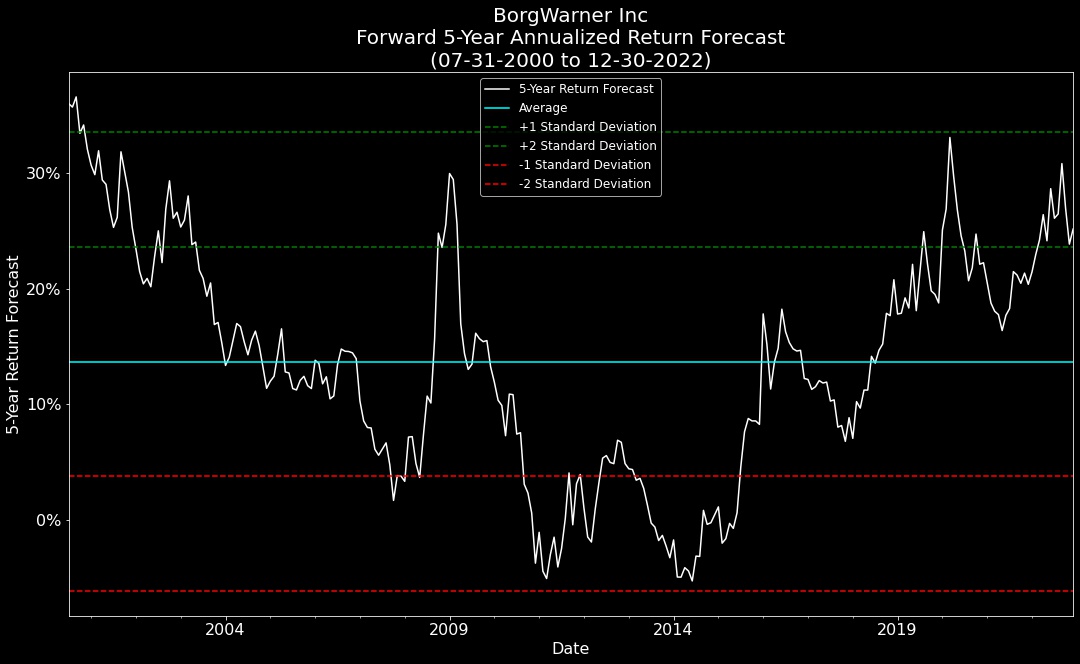 BorgWarner Inc
Forward 5-Year Annualized Return Forecast
(07-31-2000 to 12-30-2022)
5-Year Return Forecast
Average
+1 Standard Deviation
+2 Standard Deviation
-1 Standard Deviation
-2 Standard Deviation
5-Year Return Forecast
30%
20%
10%
0%
2004
2009
2014
2019
Date